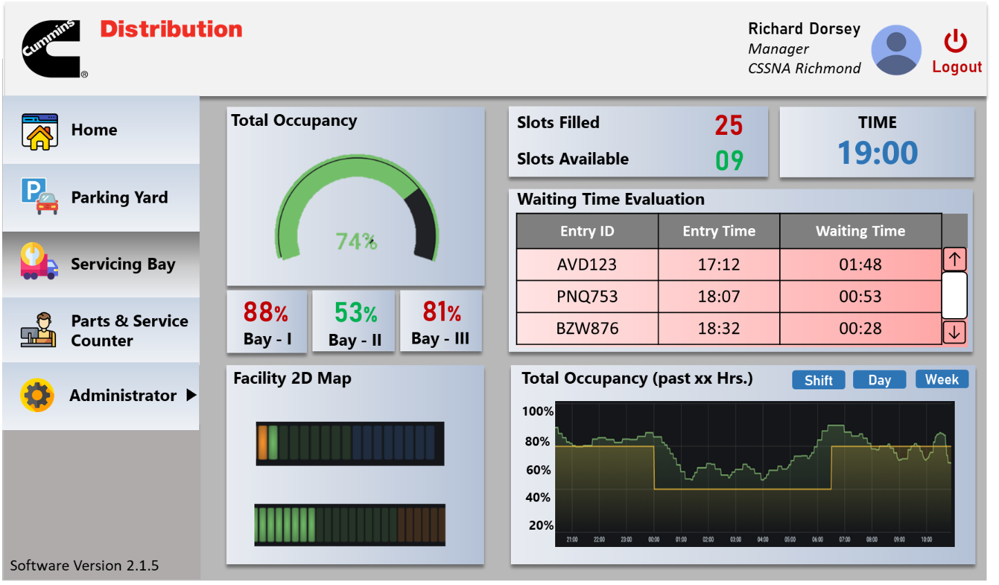 Cummins
®
Distribution
Richard Dorsey
Manager
CSSNA Richmond
Logout
Home
P
Parking Yard
Servicing Bay
Parts & Service
Counter
Administrator
Software Version 2.1.5
Total Occupancy
74%
88%
Bay - I
53%
Bay - II
81%
Bay - III
Facility 2D Map
Slots Filled 25
Slots Available 09
TIME
19:00
Waiting Time Evaluation
Entry ID Entry Time Waiting Time
AVD123 17:12 01:48
PNQ753 18:07 00:53
BZW876 18:32 00:28
Total Occupancy (past xx Hrs.) Shift Day Week
100%
80%
60%
40%
20%
21:00 22:00 23:00 00:00 01:00 02:00 03:00 04:00 05:00 06:00 07:00 08:00 09:00 10:00